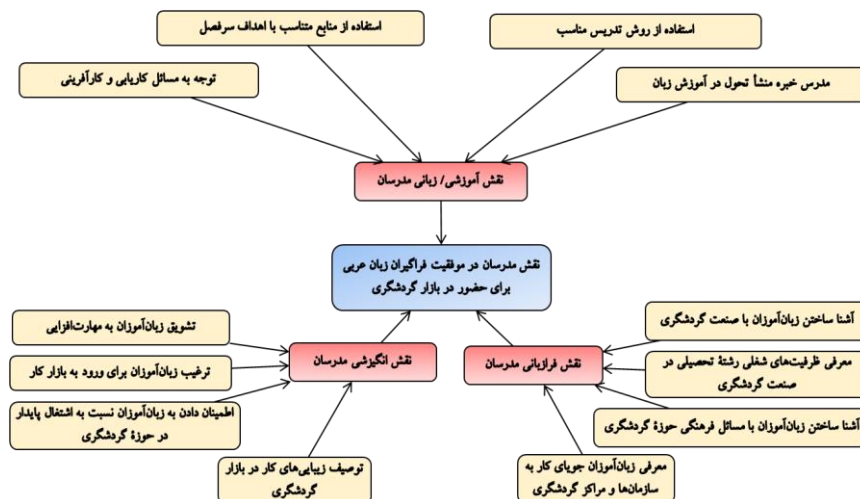 استفاده از منابع متناسب با اهداف سرفصل
استفاده از روش تدریس مناسب
توجه به مسائل کاریابی و کارآفرینی
مدرس خبره منشأ تحول در آموزش زبان
نقش آموزشی/ زبانی مدرسان
نقش مدرسان در موفقیت فراگیران زبان عربی
برای حضور در بازار گردشگری
آشنا ساختن زبان‌آموزان با صنعت گردشگری
معرفی ظرفیت‌های شغلی رشتهٔ تحصیلی در
صنعت گردشگری
آشنا ساختن زبان‌آموزان با مسائل فرهنگی حوزهٔ گردشگری
معرفی زبان‌آموزان جویای کار به
سازمان‌ها و مراکز گردشگری
نقش فرازبانی مدرسان
نقش انگیزشی مدرسان
تشویق زبان‌آموزان به مهارت‌افزایی
ترغیب زبان‌آموزان برای ورود به بازار کار
اطمینان دادن به زبان‌آموزان نسبت به اشتغال پایدار
در حوزهٔ گردشگری
توصیف زیبایی‌های کار در بازار
گردشگری